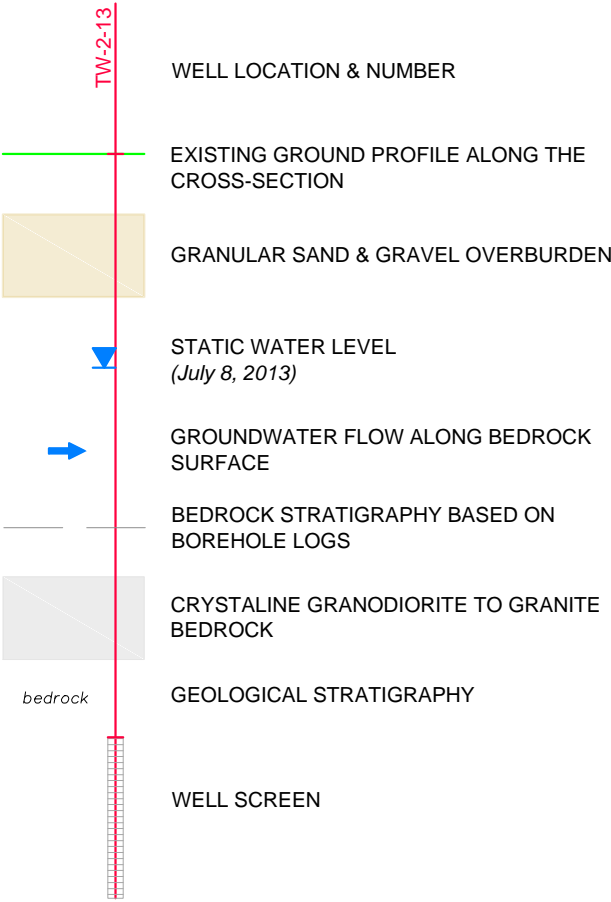 TW-2-13
WELL LOCATION & NUMBER
EXISTING GROUND PROFILE ALONG THE
CROSS-SECTION
GRANULAR SAND & GRAVEL OVERBURDEN
STATIC WATER LEVEL
(July 8, 2013)
GROUNDWATER FLOW ALONG BEDROCK
SURFACE
BEDROCK STRATIGRAPHY BASED ON
BOREHOLE LOGS
CRYSTALINE GRANODIORITE TO GRANITE
BEDROCK
bedrock
GEOLOGICAL STRATIGRAPHY
WELL SCREEN